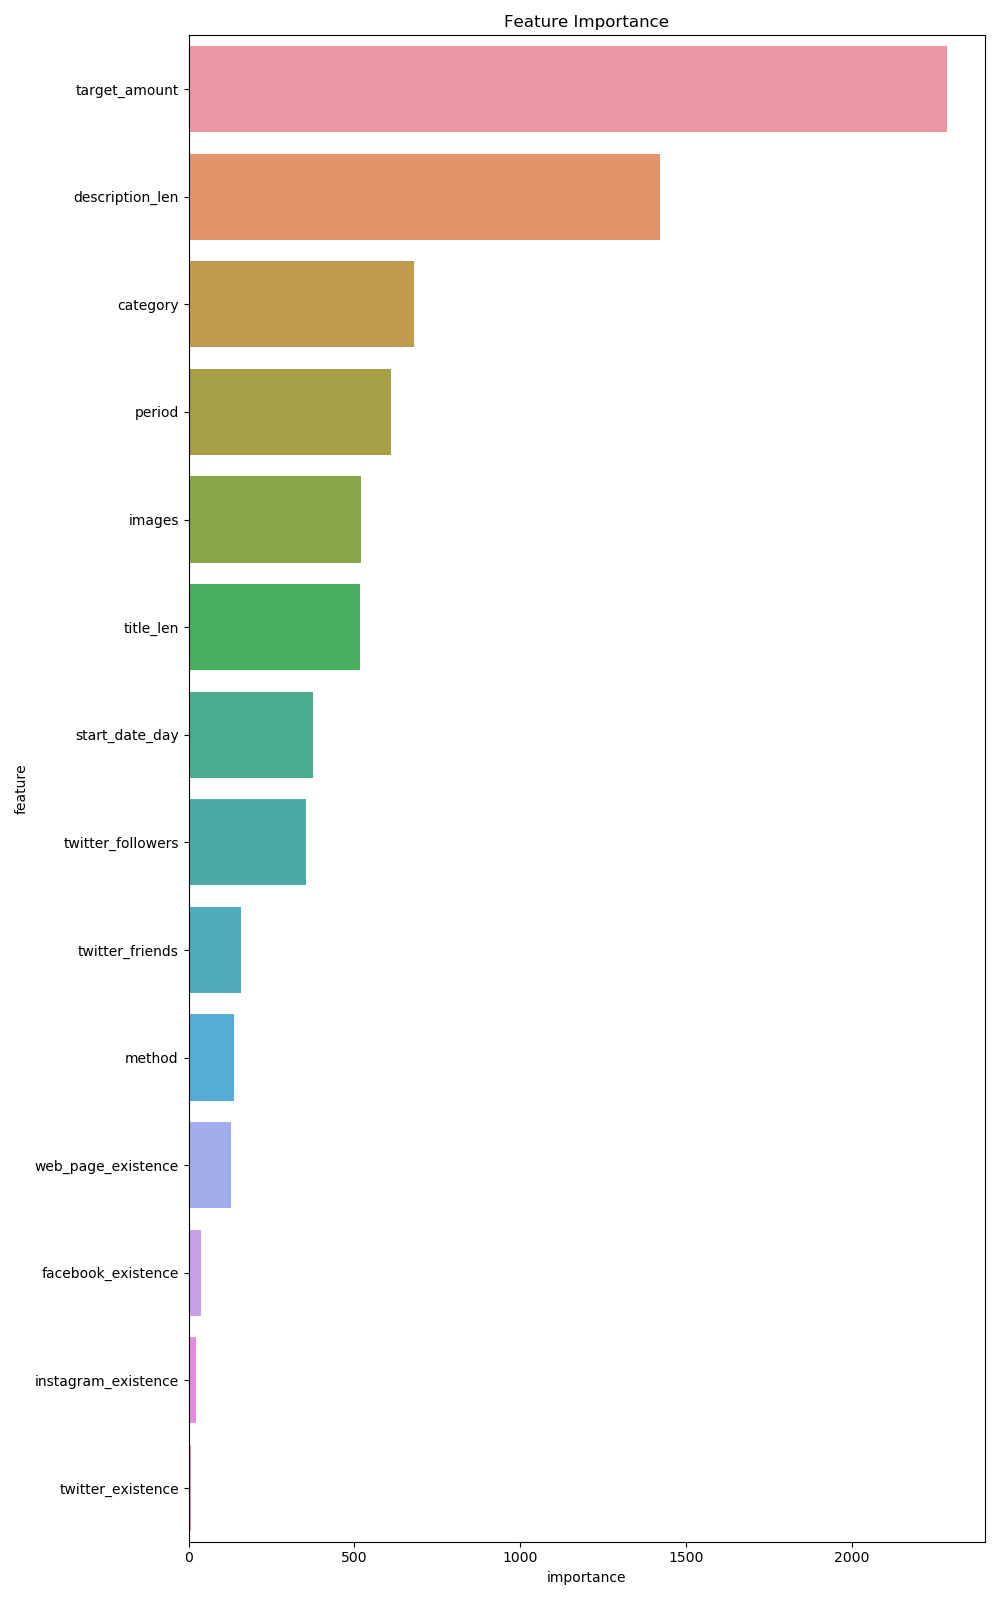 Feature Importance
target_amount
description_len
category
period
images
title_len
start_date_day
feature
twitter_followers
twitter_friends
method
web_page_existence
facebook_existence
instagram_existence
twitter_existence
0 500 1000 1500 2000
importance